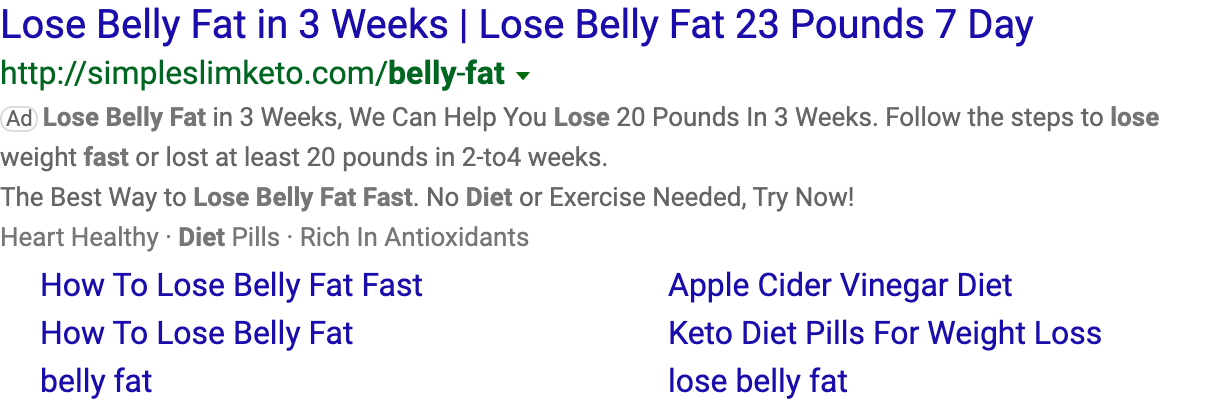 Lose Belly Fat in 3 Weeks | Lose Belly Fat 23 Pounds 7 Day
http://simpleslimketo.com/belly-fat
Ad Lose Belly Fat in 3 Weeks, We Can Help You Lose 20 Pounds In 3 Weeks. Follow the steps to lose
weight fast or lost at least 20 pounds in 2-to4 weeks.
The Best Way to Lose Belly Fat Fast. No Diet or Exercise Needed, Try Now!
Heart Healthy · Diet Pills · Rich In Antioxidants
How To Lose Belly Fat Fast
Apple Cider Vinegar Diet
How To Lose Belly Fat
Keto Diet Pills For Weight Loss
belly fat
lose belly fat